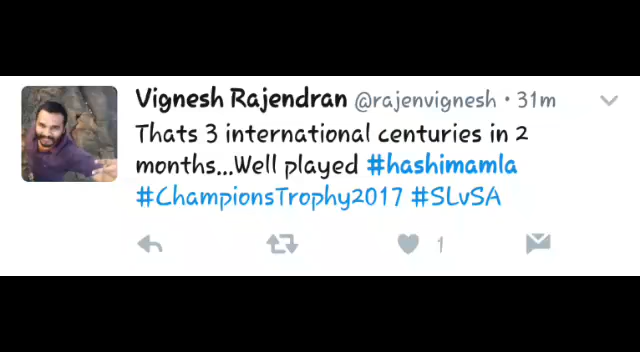 Vignesh Rajendran @rajenvignesh · 31m
Thats 3 international centuries in 2
months...Well played #hashimamla
#ChampionsTrophy2017 #SLvSA
1